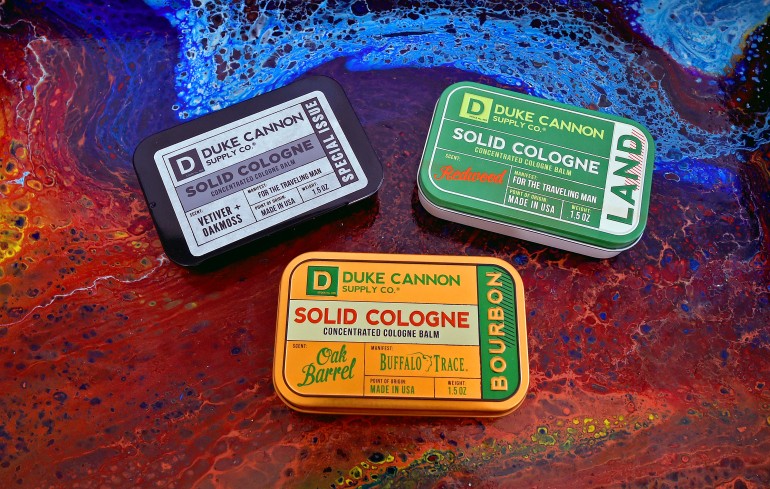 D
DUKE CANNON
SUPPLY CO.®
SOLID COLOGNE
CONCENTRATED COLOGNE BALM
SPECIAL ISSUE
SCENT:
VETIVER +
OAKMOSS
MANIFEST:
FOR THE TRAVELING MAN
POINT OF ORIGIN:
MADE IN USA
WEIGHT:
1.5 OZ
D
DUKE CANNON
SUPPLY CO.®
SOLID COLOGNE
CONCENTRATED COLOGNE BALM
LAND
SCENT:
Redwood
MANIFEST:
FOR THE TRAVELING MAN
POINT OF ORIGIN
MADE IN USA
WEIGHT:
1.5 OZ
D
DUKE CANNON
SUPPLY CO.®
SOLID COLOGNE
CONCENTRATED COLOGNE BALM
BOURBON
SCENT:
Oak
Barrel
MANIFEST:
BUFFALO TRACE
POINT OF ORIGIN
MADE IN USA
WEIGHT:
1.5 OZ